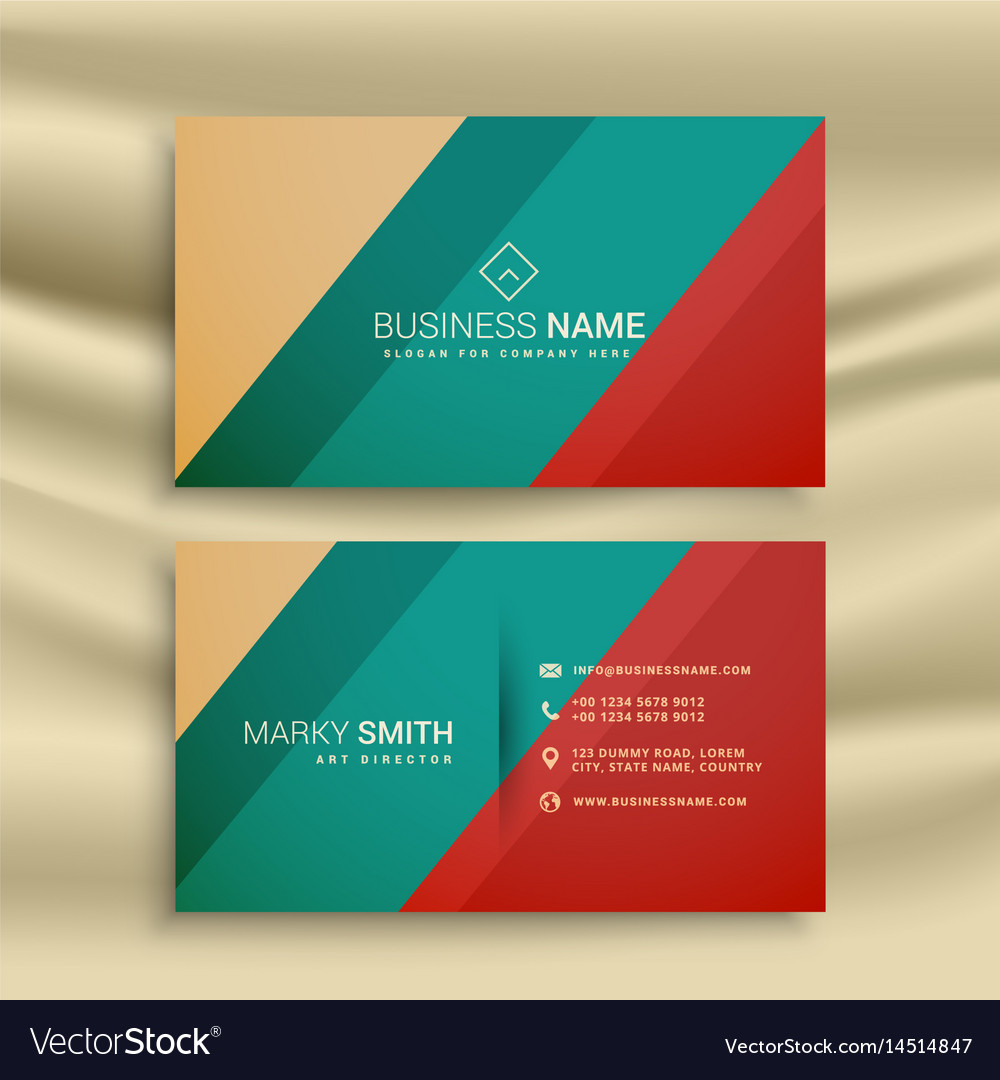 BUSINESS NAME
SLOGAN FOR COMPANY HERE
MARKY SMITH
ART DIRECTOR
INFO@BUSINESSNAME.COM
+00 1234 5678 9012
+00 1234 5678 9012
123 DUMMY ROAD, LOREM
CITY, STATE NAME, COUNTRY
WWW.BUSINESSNAME.COM
VectorStock®
VectorStock.com/14514847